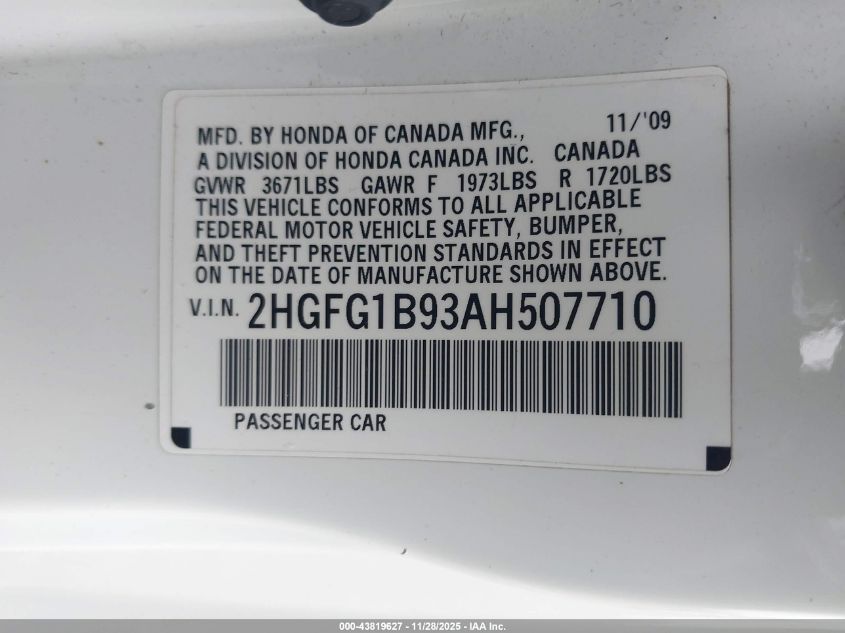 MFD. BY HONDA OF CANADA MFG., 11/'09
A DIVISION OF HONDA CANADA INC. CANADA
GVWR 3671LBS GAWR F 1973LBS R 1720LBS
THIS VEHICLE CONFORMS TO ALL APPLICABLE
FEDERAL MOTOR VEHICLE SAFETY, BUMPER,
AND THEFT PREVENTION STANDARDS IN EFFECT
ON THE DATE OF MANUFACTURE SHOWN ABOVE.
V.I.N. 2HGFG1B93AH507710
PASSENGER CAR
000-43819627 - 11/28/2025 - IAA Inc.